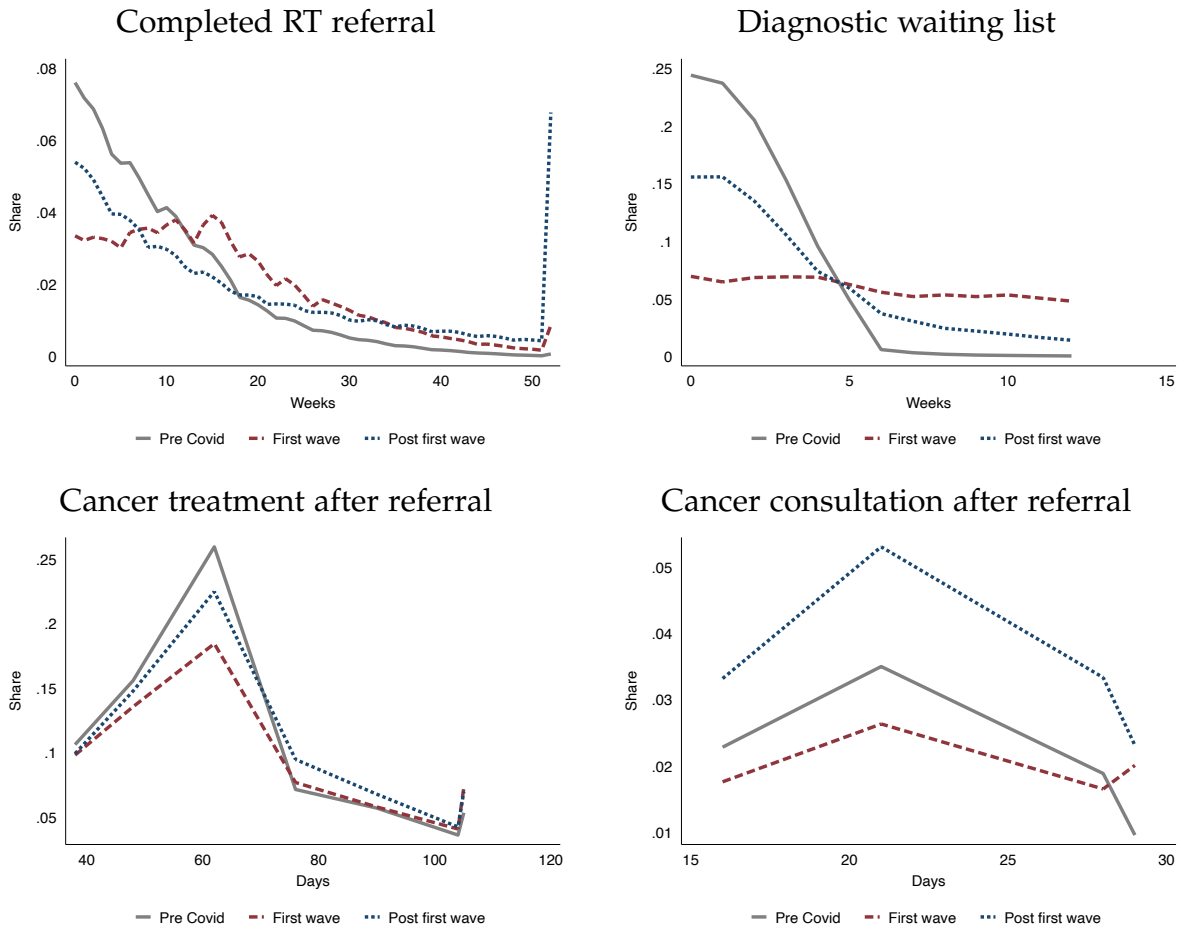 Completed RT referral
.08
.06
.04
.02
0
Share
0 10 20 30 40 50
Weeks
Pre Covid First wave Post first wave
Diagnostic waiting list
.25
.2
.15
.1
.05
0
Share
0 5 10 15
Weeks
Pre Covid First wave Post first wave
Cancer treatment after referral
.25
.2
.15
.1
.05
Share
40 60 80 100 120
Days
Pre Covid First wave Post first wave
Cancer consultation after referral
.05
.04
.03
.02
.01
Share
15 20 25 30
Days
Pre Covid First wave Post first wave